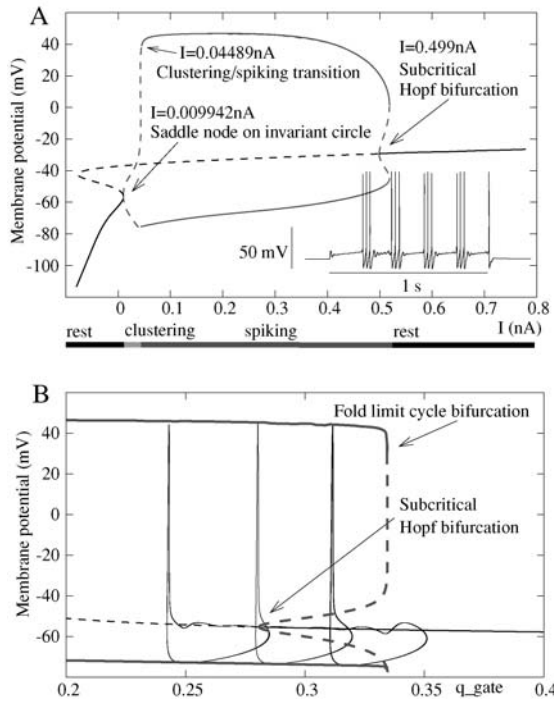 A
I=0.04489nA
Clustering/spiking transition
I=0.499nA
Subcritical
Hopf bifurcation
I=0.009942nA
Saddle node on invariant circle
Membrane potential (mV)
40
20
0
-20
-40
-60
-80
-100
50 mV
1 s
0
0.1
0.2
0.3
0.4
0.5
0.6
0.7
0.8
I (nA)
rest
clustering
spiking
rest
B
Fold limit cycle bifurcation
Subcritical
Hopf bifurcation
Membrane potential (mV)
40
20
0
-20
-40
-60
0.2
0.25
0.3
0.35
q_gate
0.4